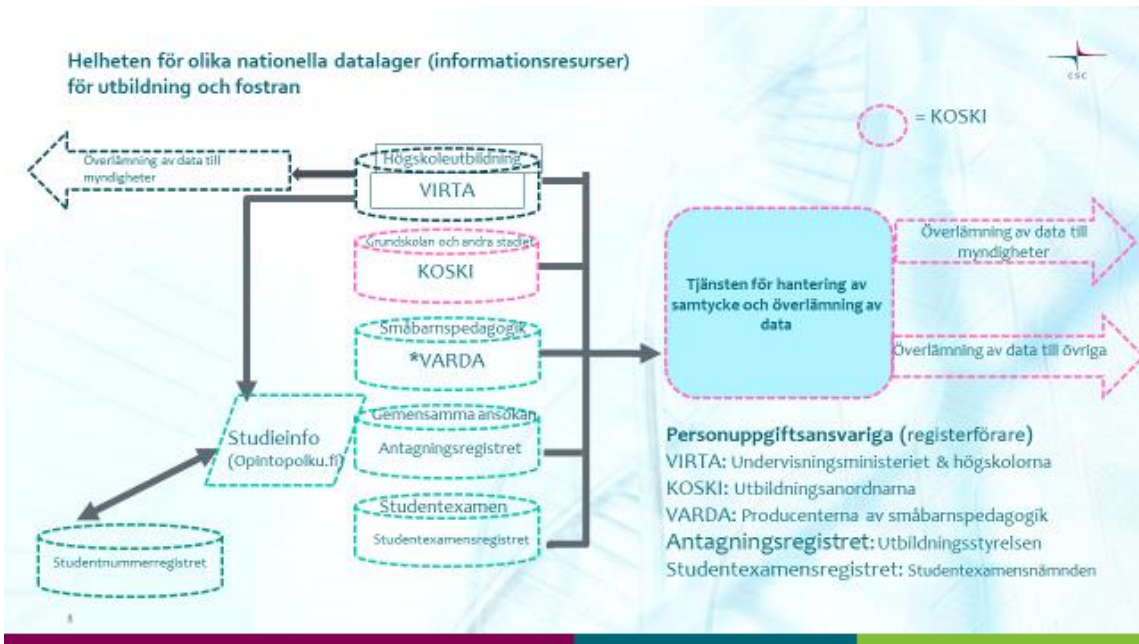 Helheten för olika nationella datalager (informationsresurser)
för utbildning och fostran
CSC
= KOSKI
Överlämning av data till
myndigheter
Högskoleutbildning
VIRTA
Grundskolan och andra stadiet
KOSKI
Småbarnspedagogik
*VARDA
Gemensamma ansökan
Antagningsregistret
Studentexamen
Studentexamensregistret
Studieinfo
(Opintopolku.fi)
Studentnummerregistret
Tjänsten för hantering av
samtycke och överlämning av
data
Överlämning av data till
myndigheter
Överlämning av data till övriga
Personuppgiftsansvariga (registerförare)
VIRTA: Undervisningsministeriet & högskolorna
KOSKI: Utbildningsanordnarna
VARDA: Producenterna av småbarnspedagogik
Antagningsregistret: Utbildningsstyrelsen
Studentexamensregistret: Studentexamensnämnden
8